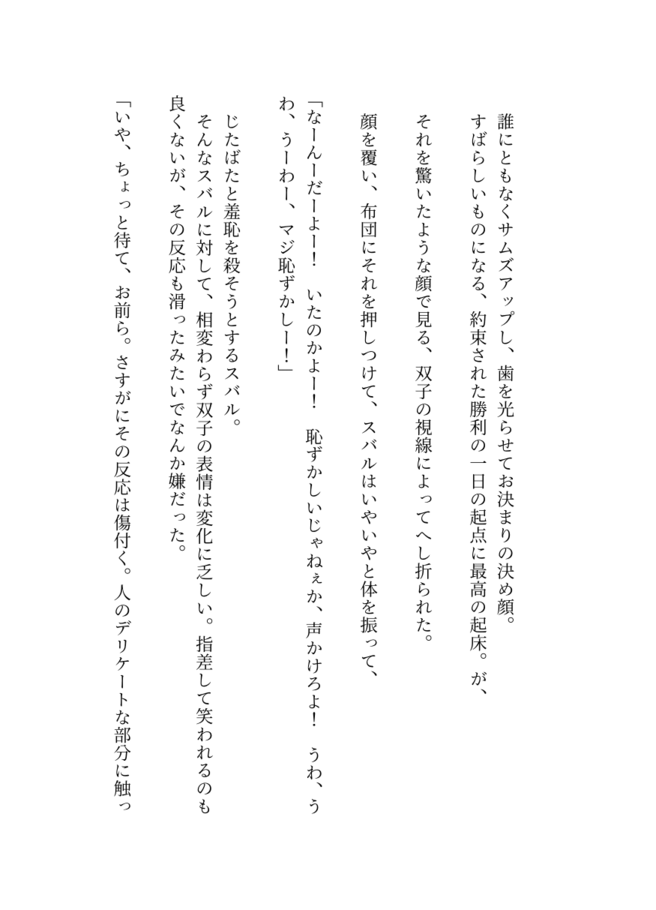 誰にともなくサムズアップし、歯を光らせてお決まりの決め顔。
すばらしいものになる、約束された勝利の一日の起点に最高の起床。が、
それを驚いたような顔で見る、双子の視線によってへし折られた。
顔を覆い、布団にそれを押しつけて、スバルはいやいやと体を振って、
「なーんーだーよー！　いたのかよー！　恥ずかしいじゃねぇか、声かけろよ！　うわ、う
わ、うーわー、マジ恥ずかしー！」
じたばたと羞恥を殺そうとするスバル。
そんなスバルに対して、相変わらず双子の表情は変化に乏しい。指差して笑われるのも
良くないが、その反応も滑ったみたいでなんか嫌だった。
「いや、ちょっと待て、お前ら。さすがにその反応は傷付く。人のデリケートな部分に触っ